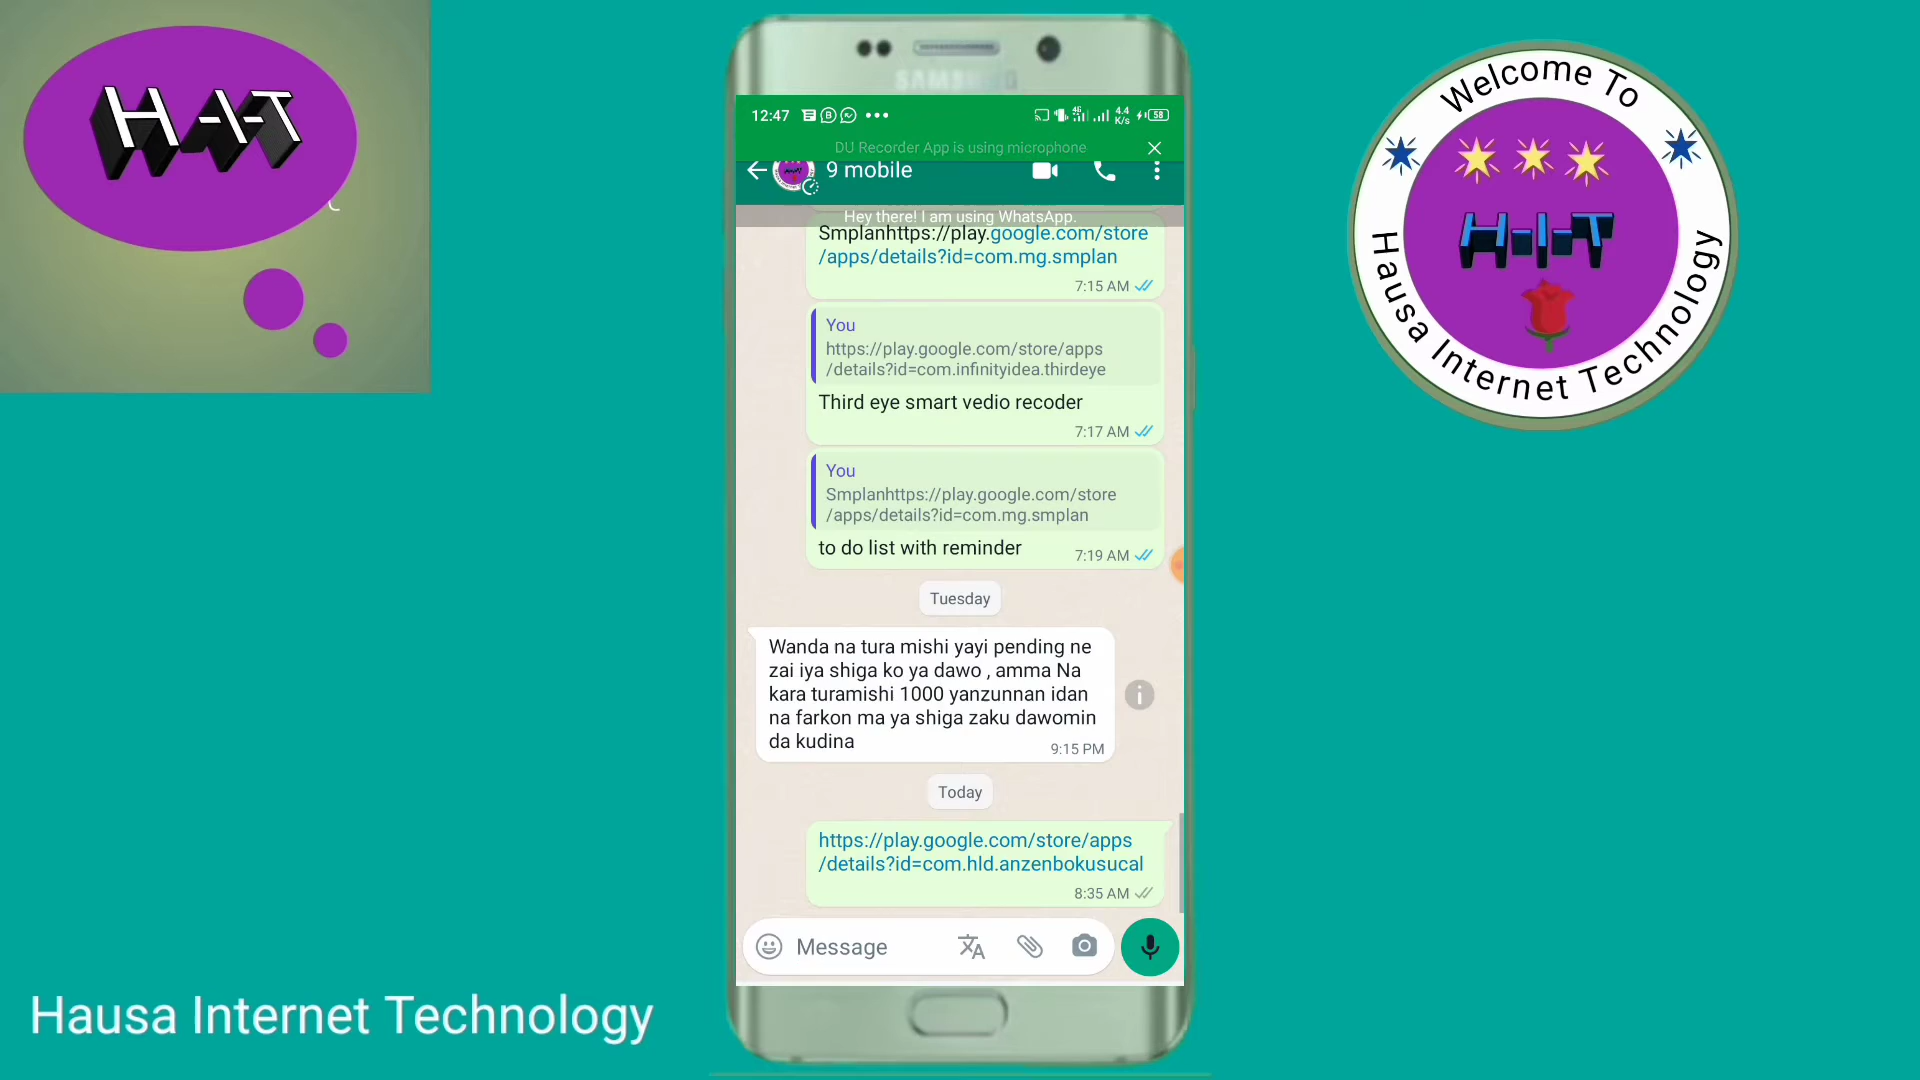 H-I-T
SAMSUNG
12:47
4G
4.4
K/s
58
DU Recorder App is using microphone
9 mobile
Hey there! I am using WhatsApp.
Smplanhttps://play.google.com/store
/apps/details?id=com.mg.smplan
7:15 AM
You
https://play.google.com/store/apps
/details?id=com.infinityidea.thirdeye
Third eye smart vedio recoder
7:17 AM
You
Smplanhttps://play.google.com/store
/apps/details?id=com.mg.smplan
to do list with reminder
7:19 AM
Tuesday
Wanda na tura mishi yayi pending ne
zai iya shiga ko ya dawo , amma Na
kara turamishi 1000 yanzunnan idan
na farkon ma ya shiga zaku dawomin
da kudina
9:15 PM
Today
https://play.google.com/store/apps
/details?id=com.hld.anzenbokusucal
8:35 AM
Message
Welcome To
H-I-T
Hausa Internet Technology
Hausa Internet Technology